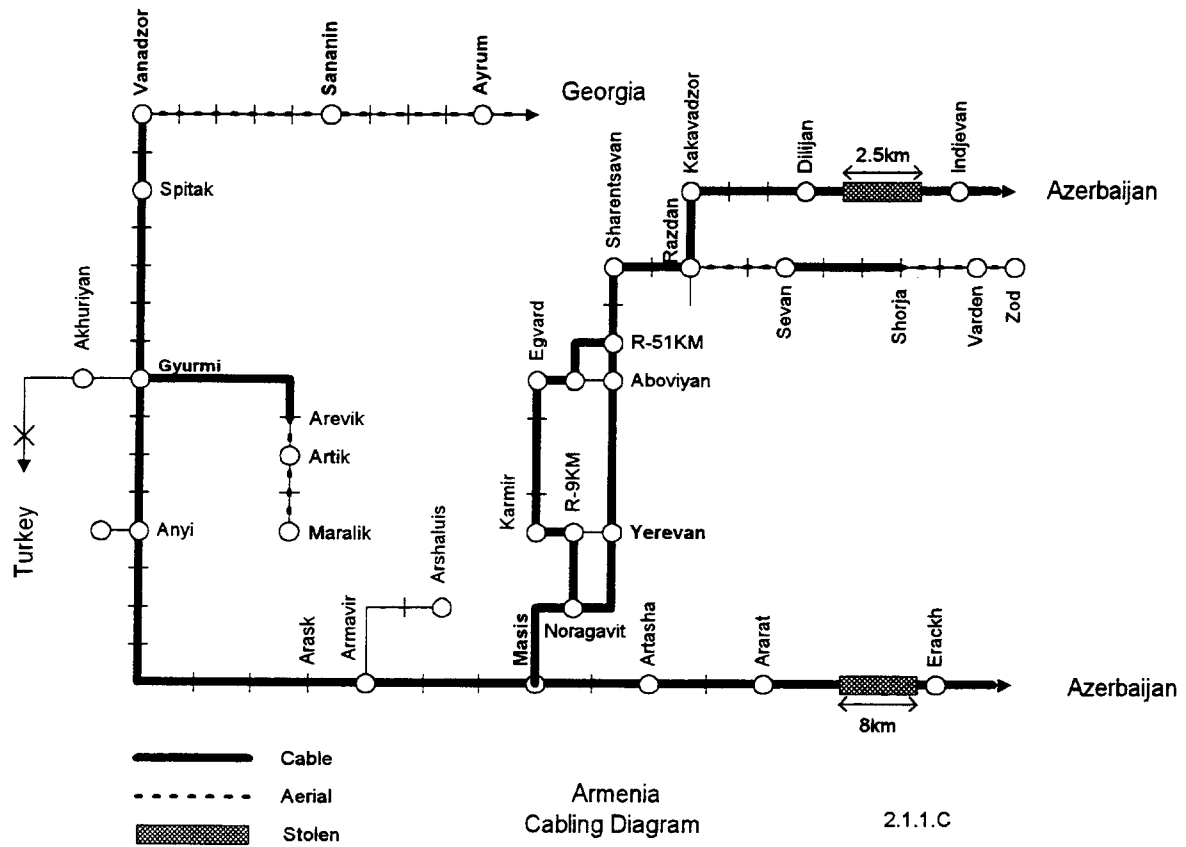 Vanadzor
Sananin
Ayrum
Georgia
Spitak
Akhuriyan
Gyurmi
Arevik
Artik
Maralik
Turkey
Anyi
Arask
Armavir
Arshaluis
Masis
Noragavit
Karmir
R-9KM
Yerevan
Egvard
Aboviyan
R-51KM
Sharentsavan
Razdan
Kakavadzor
Dilijan
2.5km
Indjevan
Azerbaijan
Sevan
Shorja
Varden
Zod
Artasha
Ararat
8km
Erackh
Azerbaijan
Cable
Aerial
Stolen
Armenia
Cabling Diagram
2.1.1.C